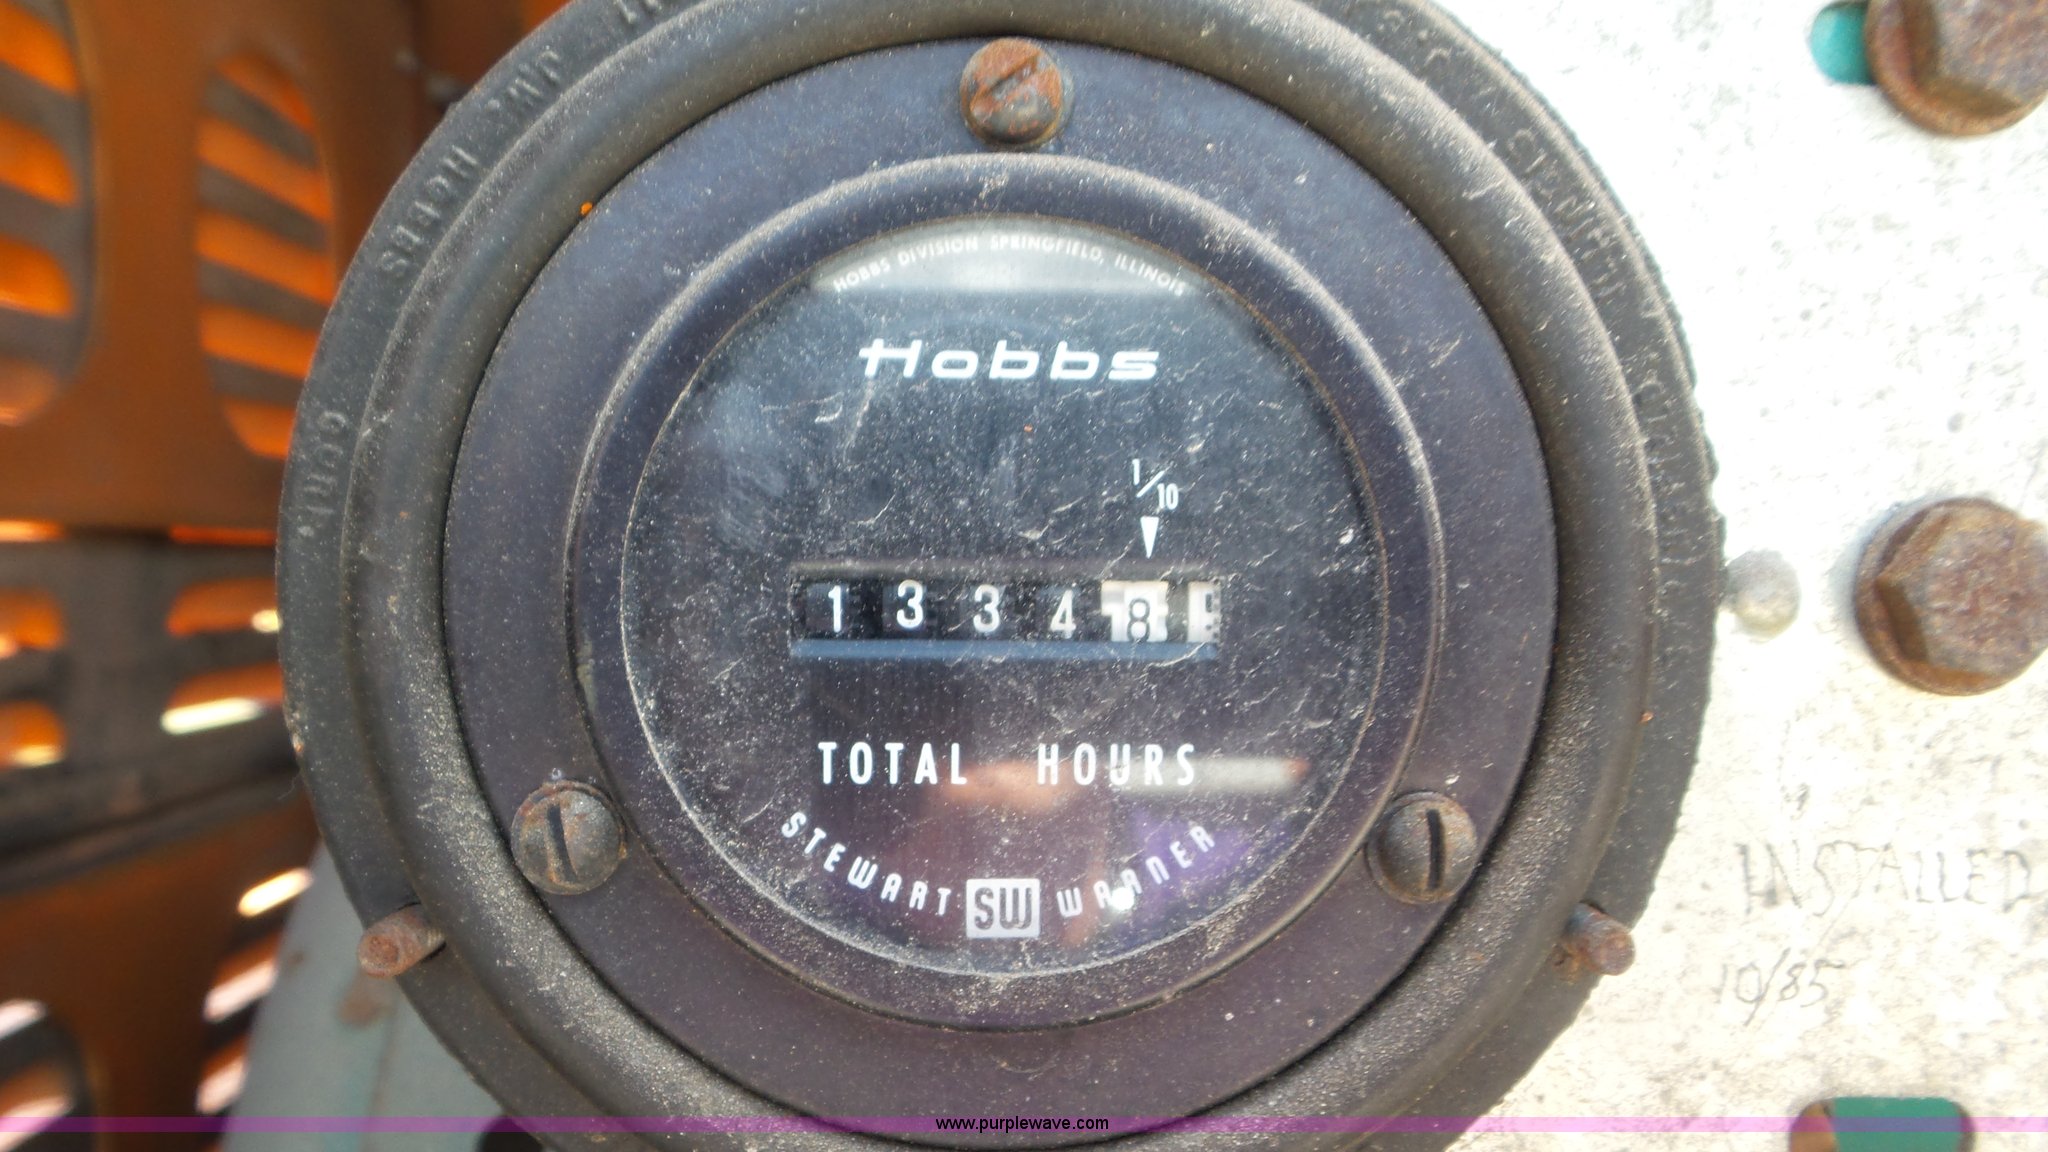 HOBBS DIVISION SPRINGFIELD, ILLINOIS
Hobbs
1/10
1 3 3 4 8
TOTAL HOURS
STEWART SW WARNER
INSTALLED
10/85
www.purplewave.com